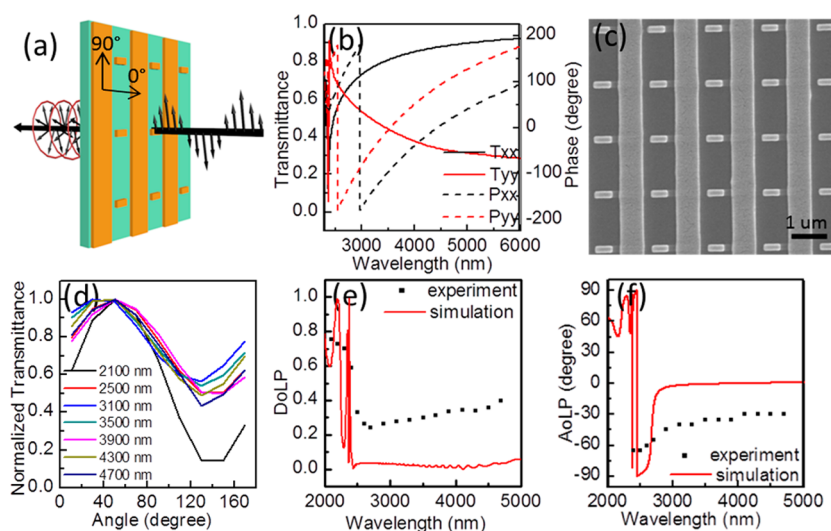 (a)
90°
0°
(b)
Transmittance
1.0
0.8
0.6
0.4
0.2
0.0
Txx
Tyy
Pxx
Pyy
200
100
0
-100
-200
Phase (degree)
3000 4000 5000 6000
Wavelength (nm)
(c)
1 um
(d)
Normalized Transmittance
1.0
0.8
0.6
0.4
0.2
0.0
2100 nm
2500 nm
3100 nm
3500 nm
3900 nm
4300 nm
4700 nm
0 40 80 120 160
Angle (degree)
(e)
DoLP
1.0
0.8
0.6
0.4
0.2
0.0
experiment
simulation
2000 3000 4000 5000
Wavelength (nm)
(f)
AoLP (degree)
90
60
30
0
-30
-60
-90
experiment
simulation
2000 3000 4000 5000
Wavelength (nm)